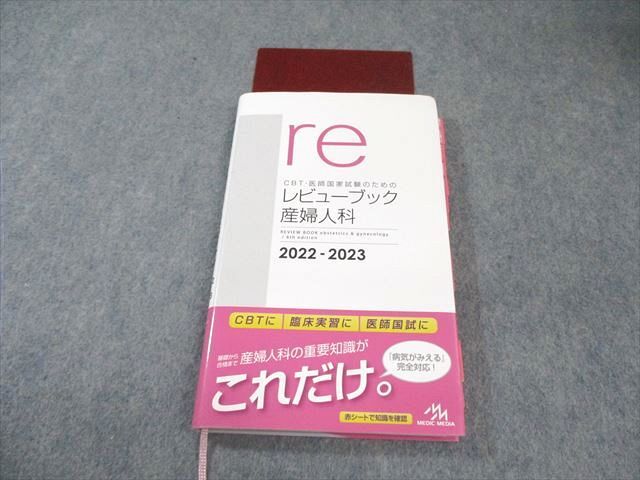 re
CBT・医師国家試験のための
レビューブック
産婦人科
REVIEW BOOK obstetrics & gynecology
/ 6th edition
2022-2023
CBTに 臨床実習に 医師国試に
基礎から
合格まで
産婦人科の重要知識が
これだけ。
『病気がみえる』
完全対応！
赤シートで知識を確認
MEDIC MEDIA